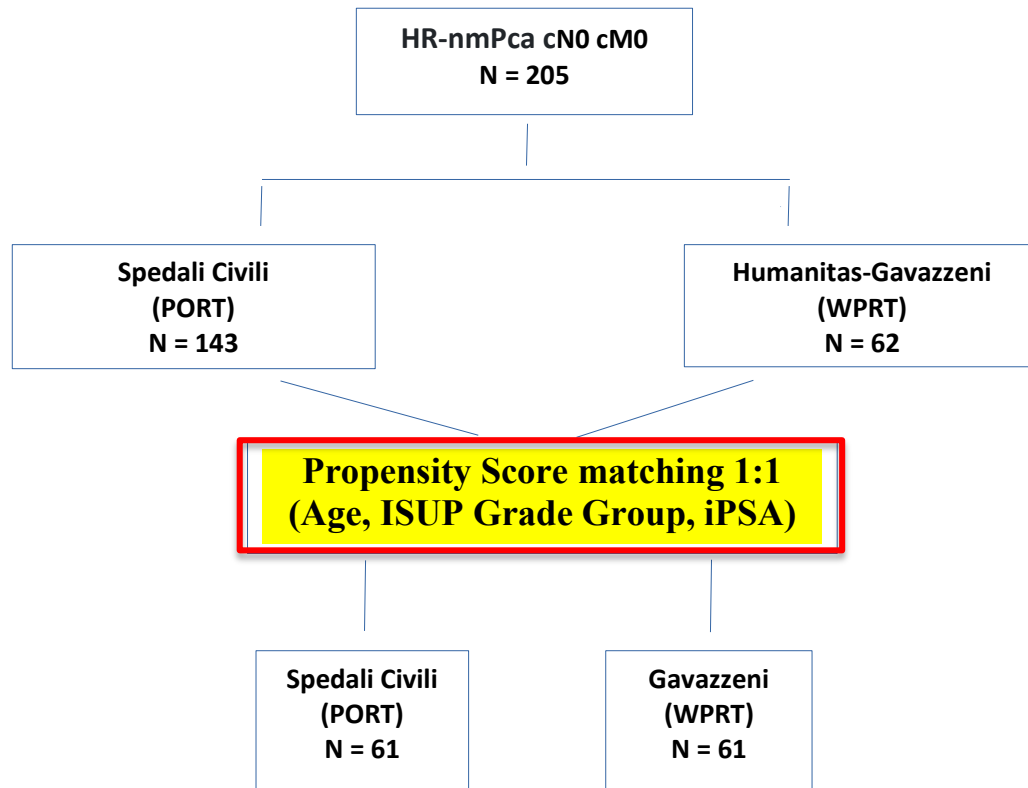 HR-nmPca cN0 cM0
N = 205
Spedali Civili
(PORT)
N = 143
Humanitas-Gavazzeni
(WPRT)
N = 62
Propensity Score matching 1:1
(Age, ISUP Grade Group, iPSA)
Spedali Civili
(PORT)
N = 61
Gavazzeni
(WPRT)
N = 61